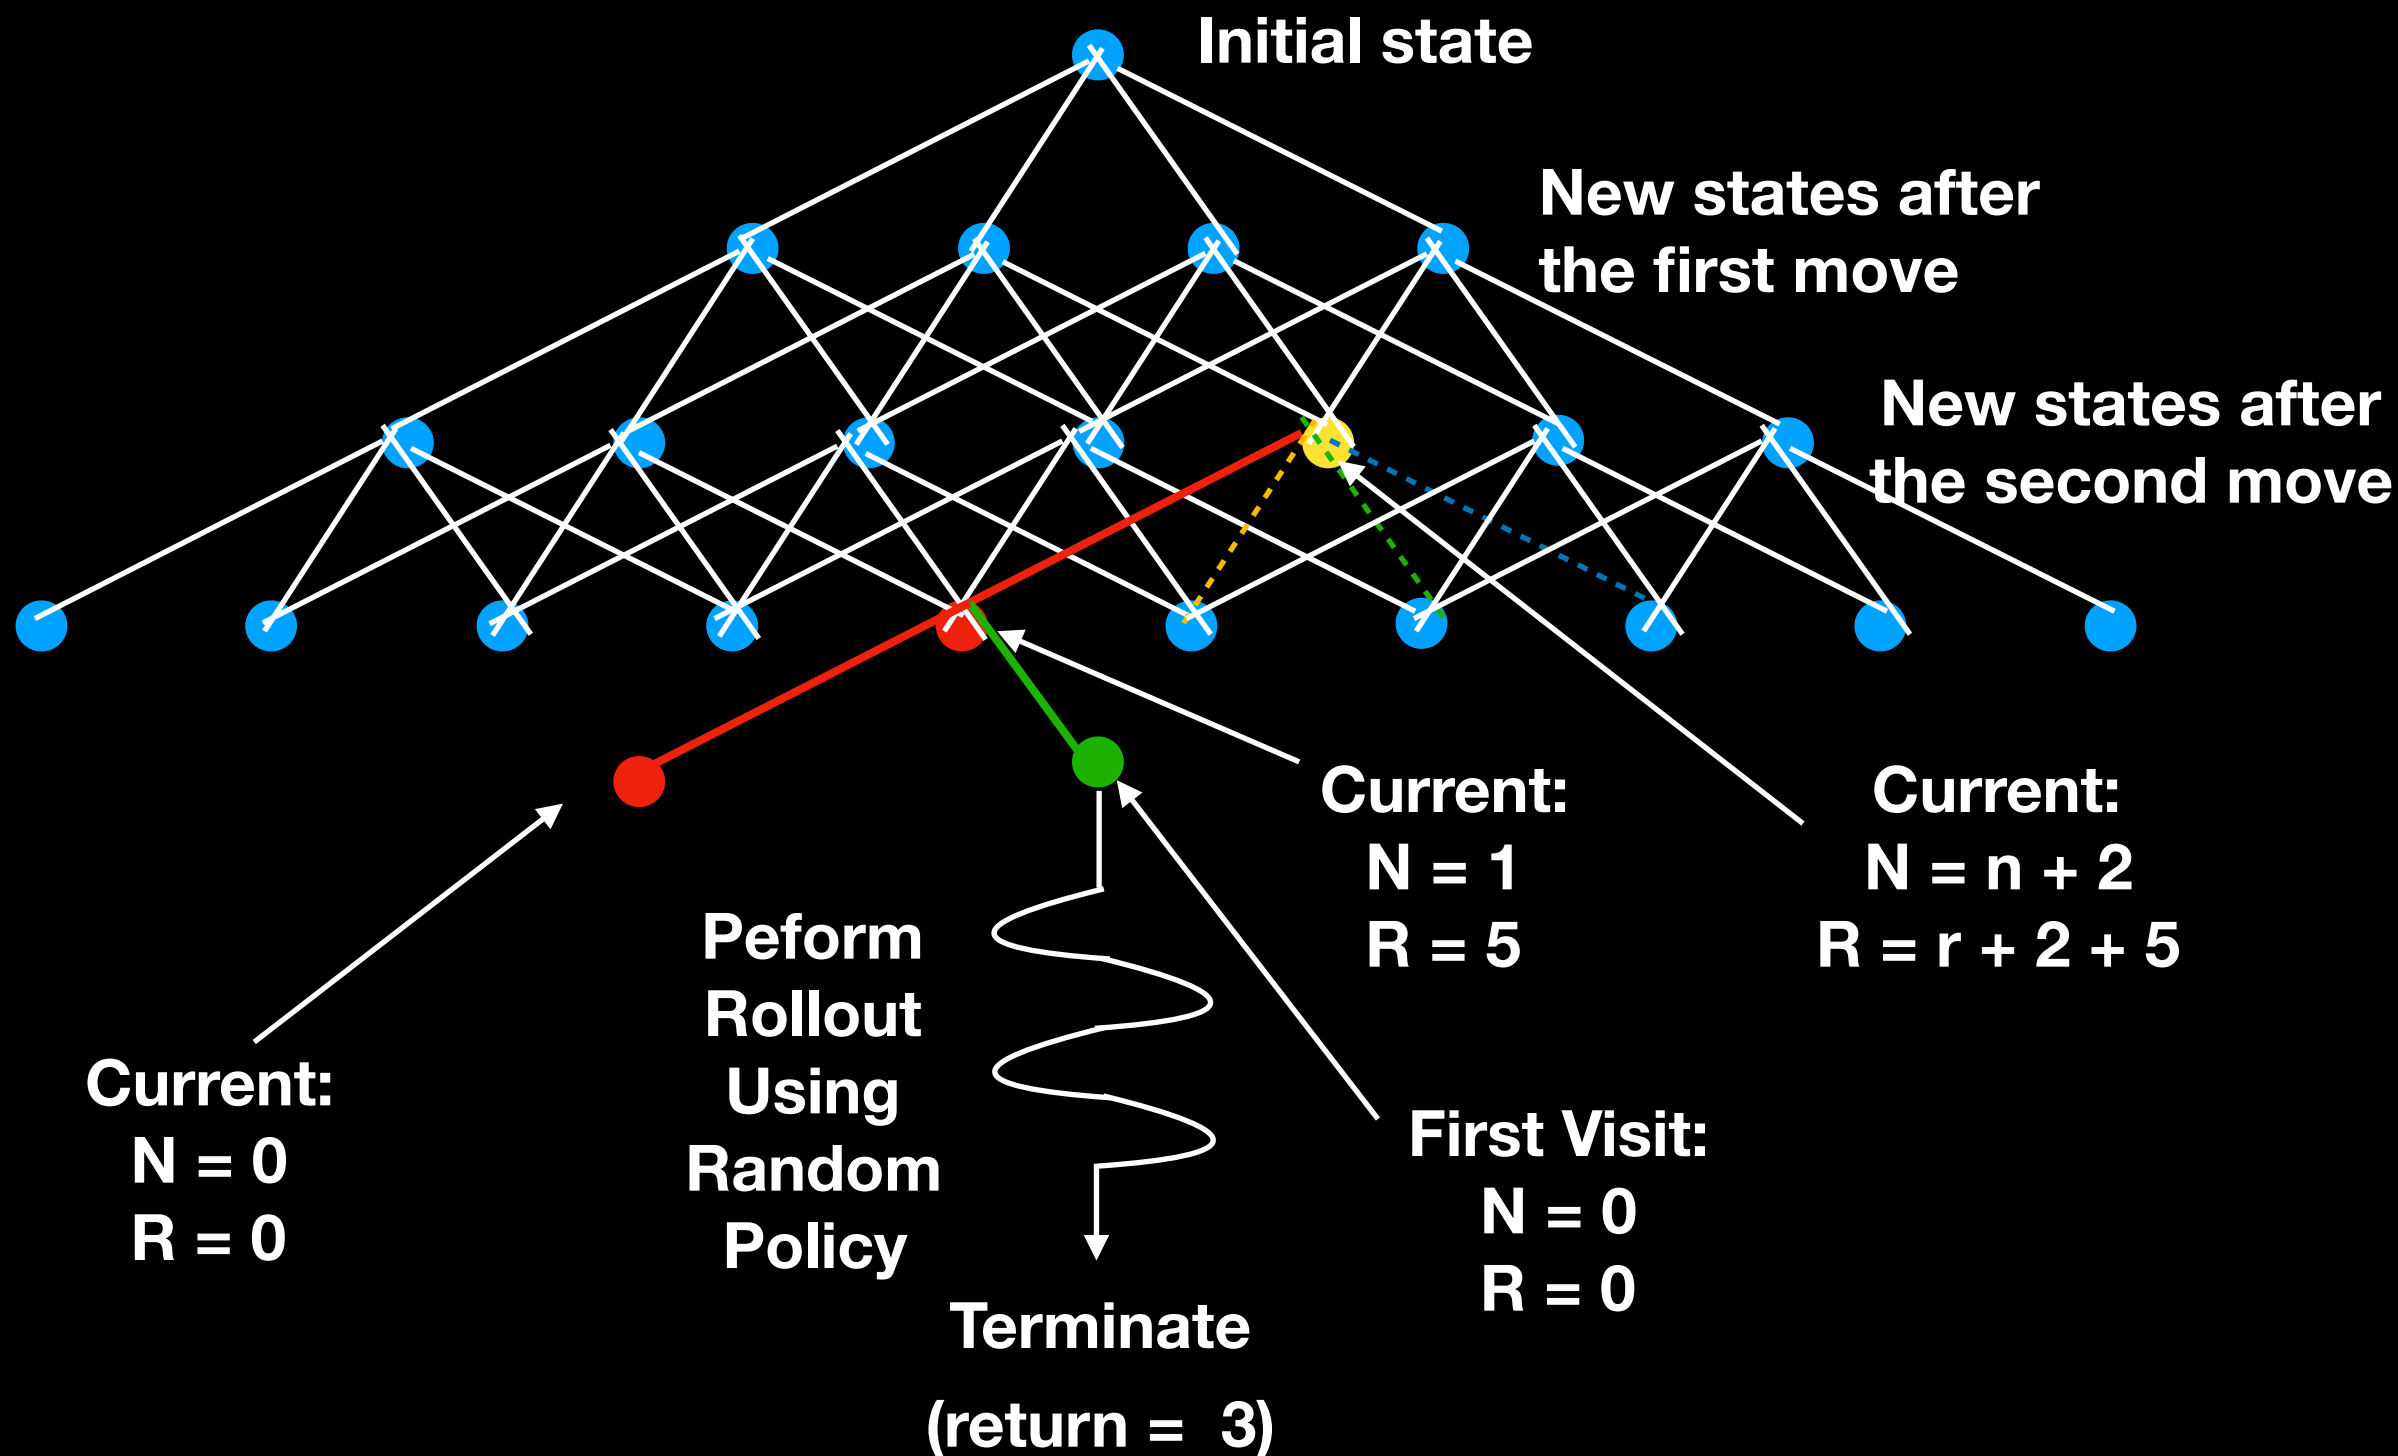 Initial state
New states after
the first move
New states after
the second move
Current:
N = 1
R = 5
Current:
N = n + 2
R = r + 2 + 5
Peform
Rollout
Using
Random
Policy
Current:
N = 0
R = 0
First Visit:
N = 0
R = 0
Terminate
(return = 3)